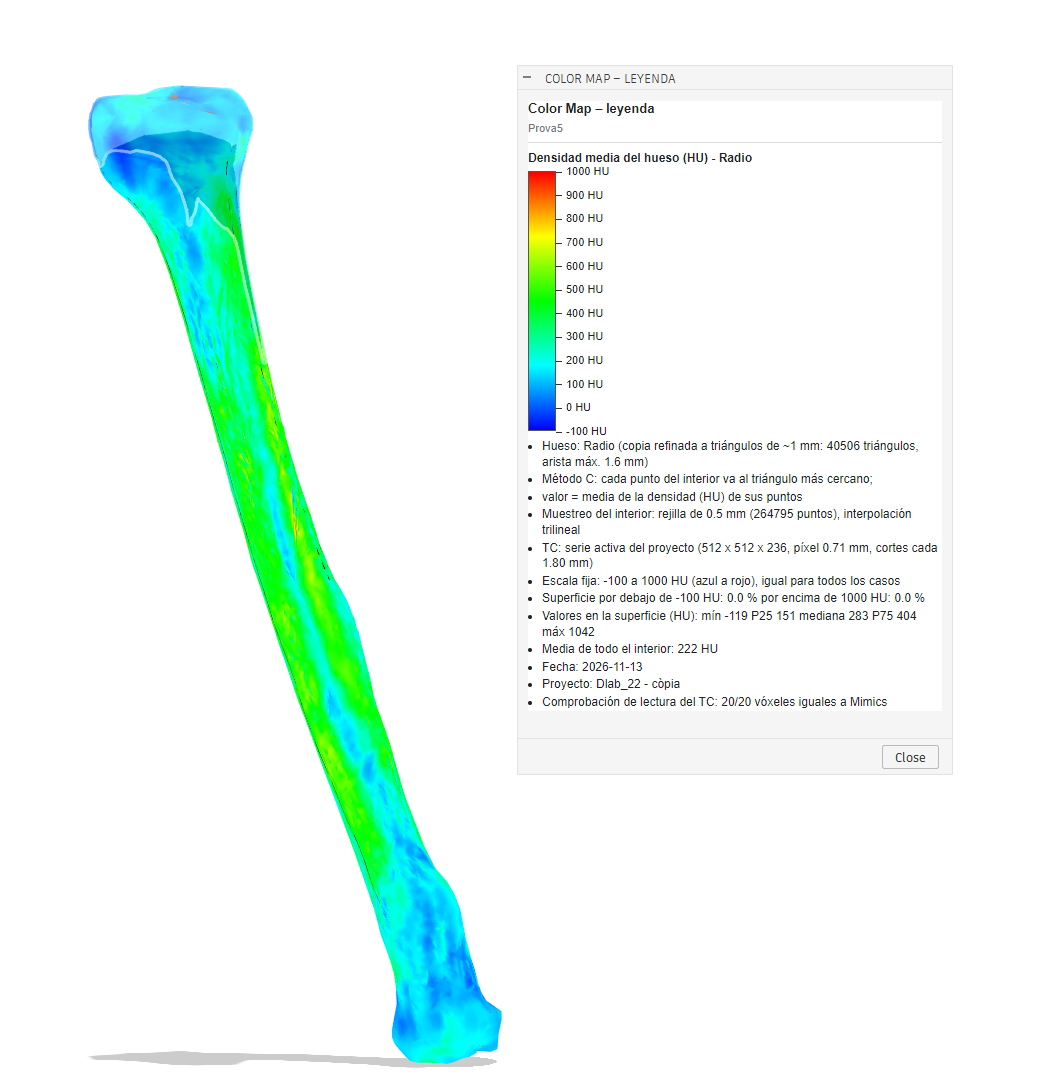 COLOR MAP – LEYENDA
Color Map – leyenda
Prova5
Densidad media del hueso (HU) - Radio
1000 HU
900 HU
800 HU
700 HU
600 HU
500 HU
400 HU
300 HU
200 HU
100 HU
0 HU
-100 HU
Hueso: Radio (copia refinada a triángulos de ~1 mm: 40506 triángulos,
arista máx. 1.6 mm)
Método C: cada punto del interior va al triángulo más cercano;
valor = media de la densidad (HU) de sus puntos
Muestreo del interior: rejilla de 0.5 mm (264795 puntos), interpolación
trilineal
TC: serie activa del proyecto (512 x 512 x 236, píxel 0.71 mm, cortes cada
1.80 mm)
Escala fija: -100 a 1000 HU (azul a rojo), igual para todos los casos
Superficie por debajo de -100 HU: 0.0 % por encima de 1000 HU: 0.0 %
Valores en la superficie (HU): mín -119 P25 151 mediana 283 P75 404
máx 1042
Media de todo el interior: 222 HU
Fecha: 2026-11-13
Proyecto: Dlab_22 - còpia
Comprobación de lectura del TC: 20/20 vóxeles iguales a Mimics
Close